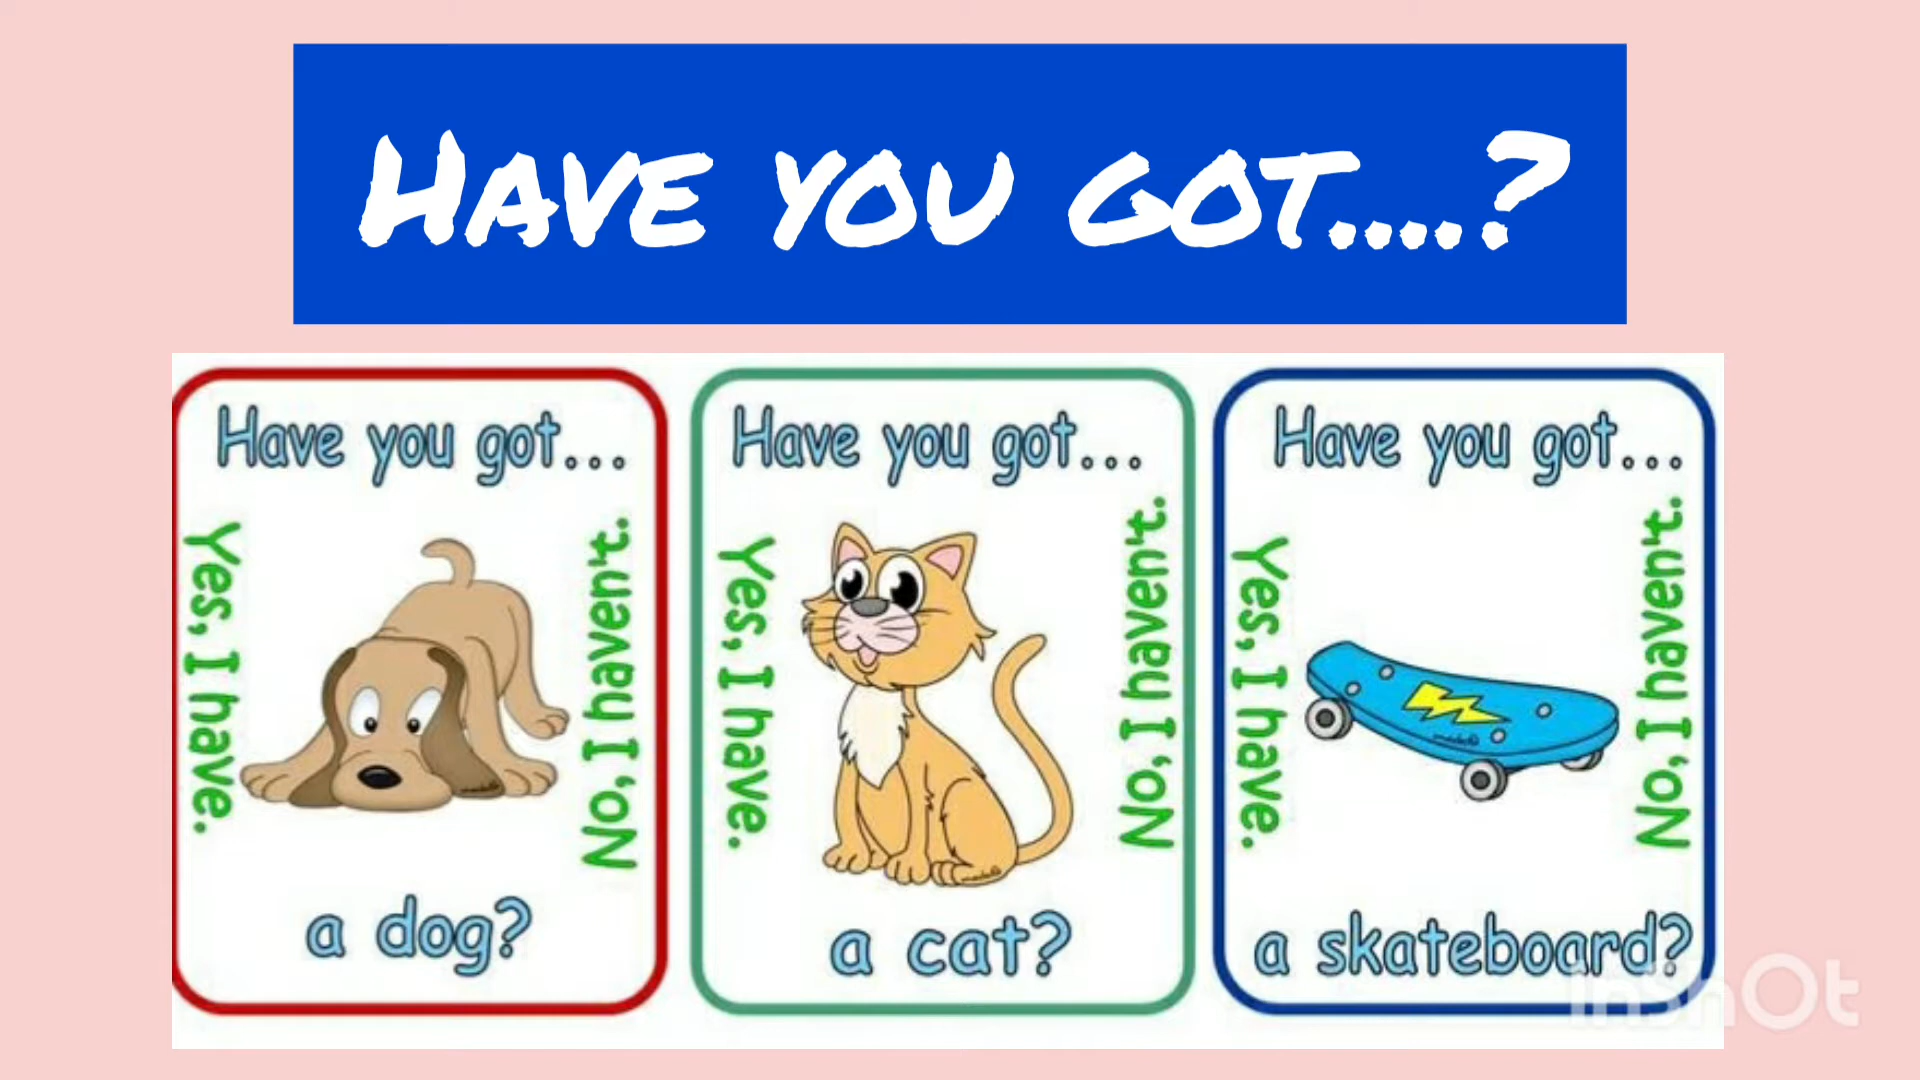 Have you got....?
Have you got...
Yes, I have.
No, I haven't.
a dog?
Have you got...
Yes, I have.
No, I haven't.
a cat?
Have you got...
Yes, I have.
No, I haven't.
a skateboard?
InShOt